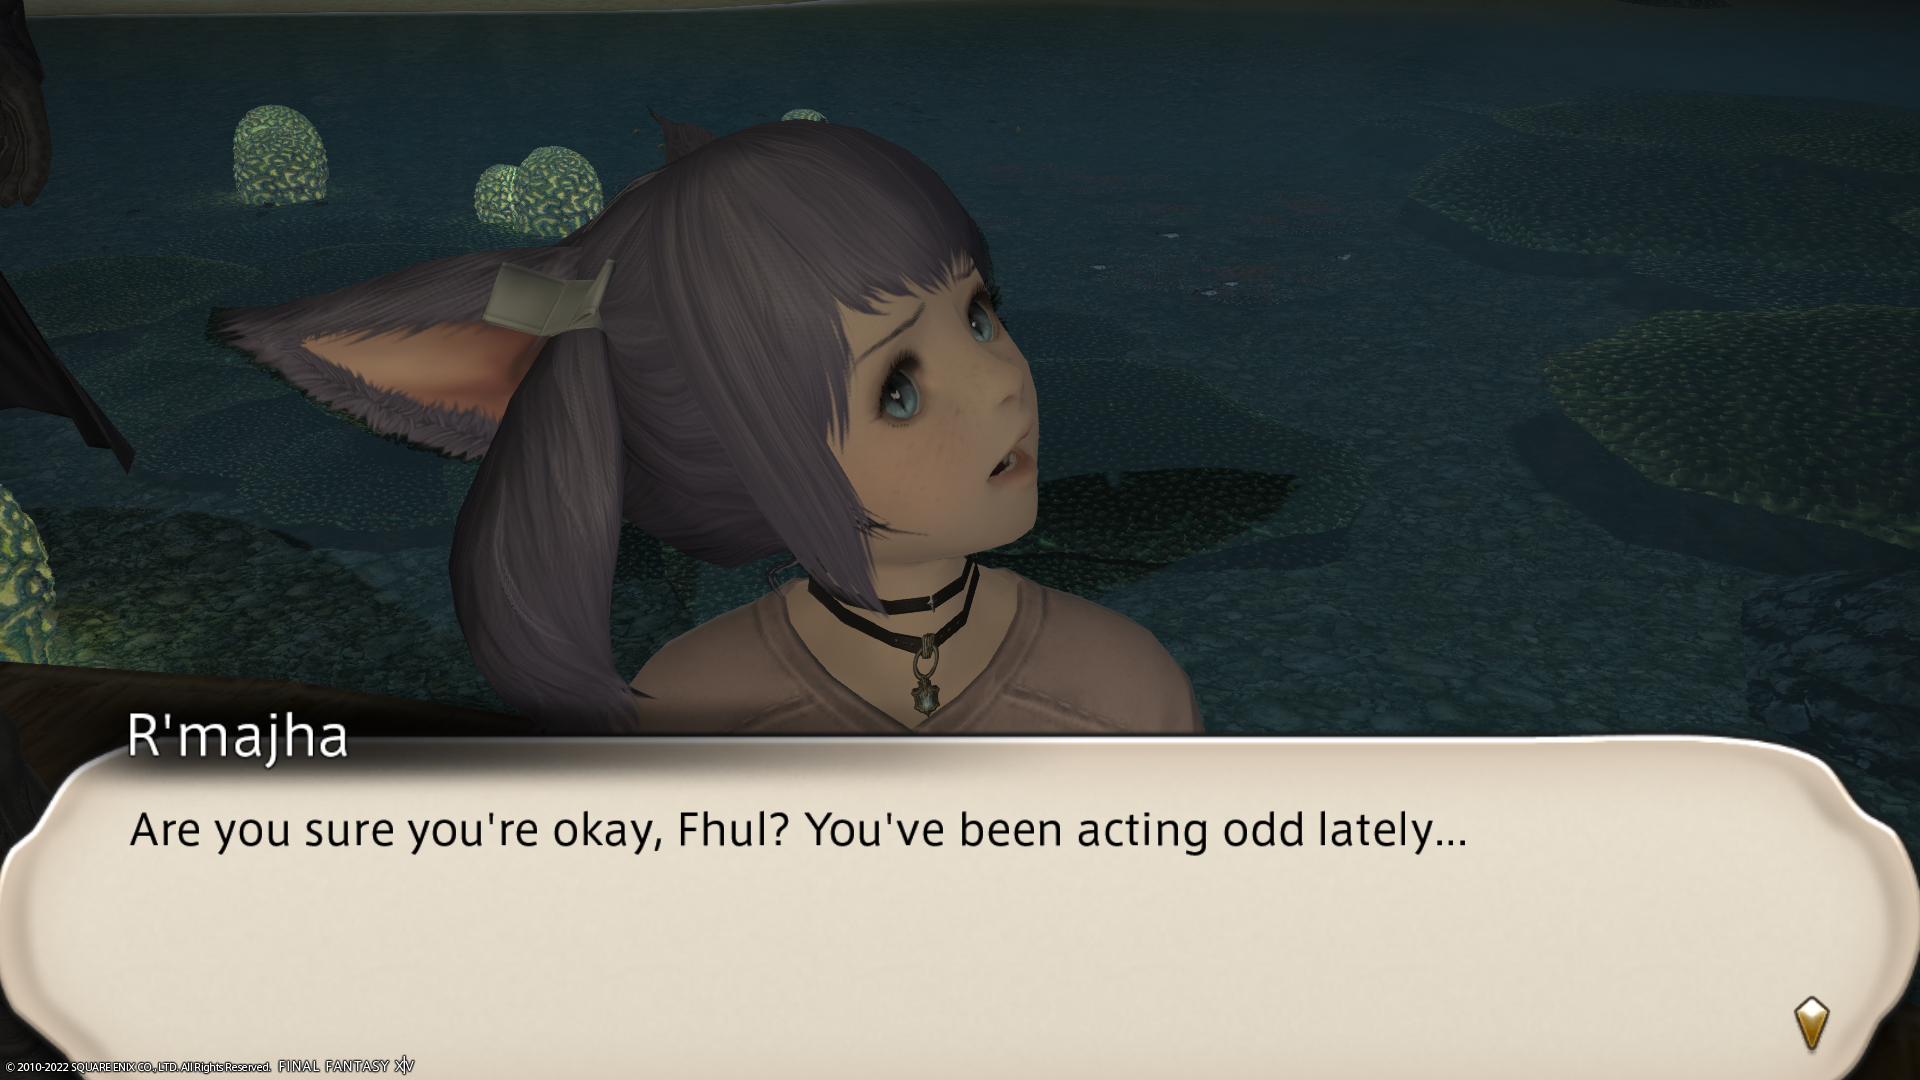 R'majha
Are you sure you're okay, Fhul? You've been acting odd lately...
© 2010-2022 SQUARE ENIX CO., LTD. All Rights Reserved. FINAL FANTASY XIV